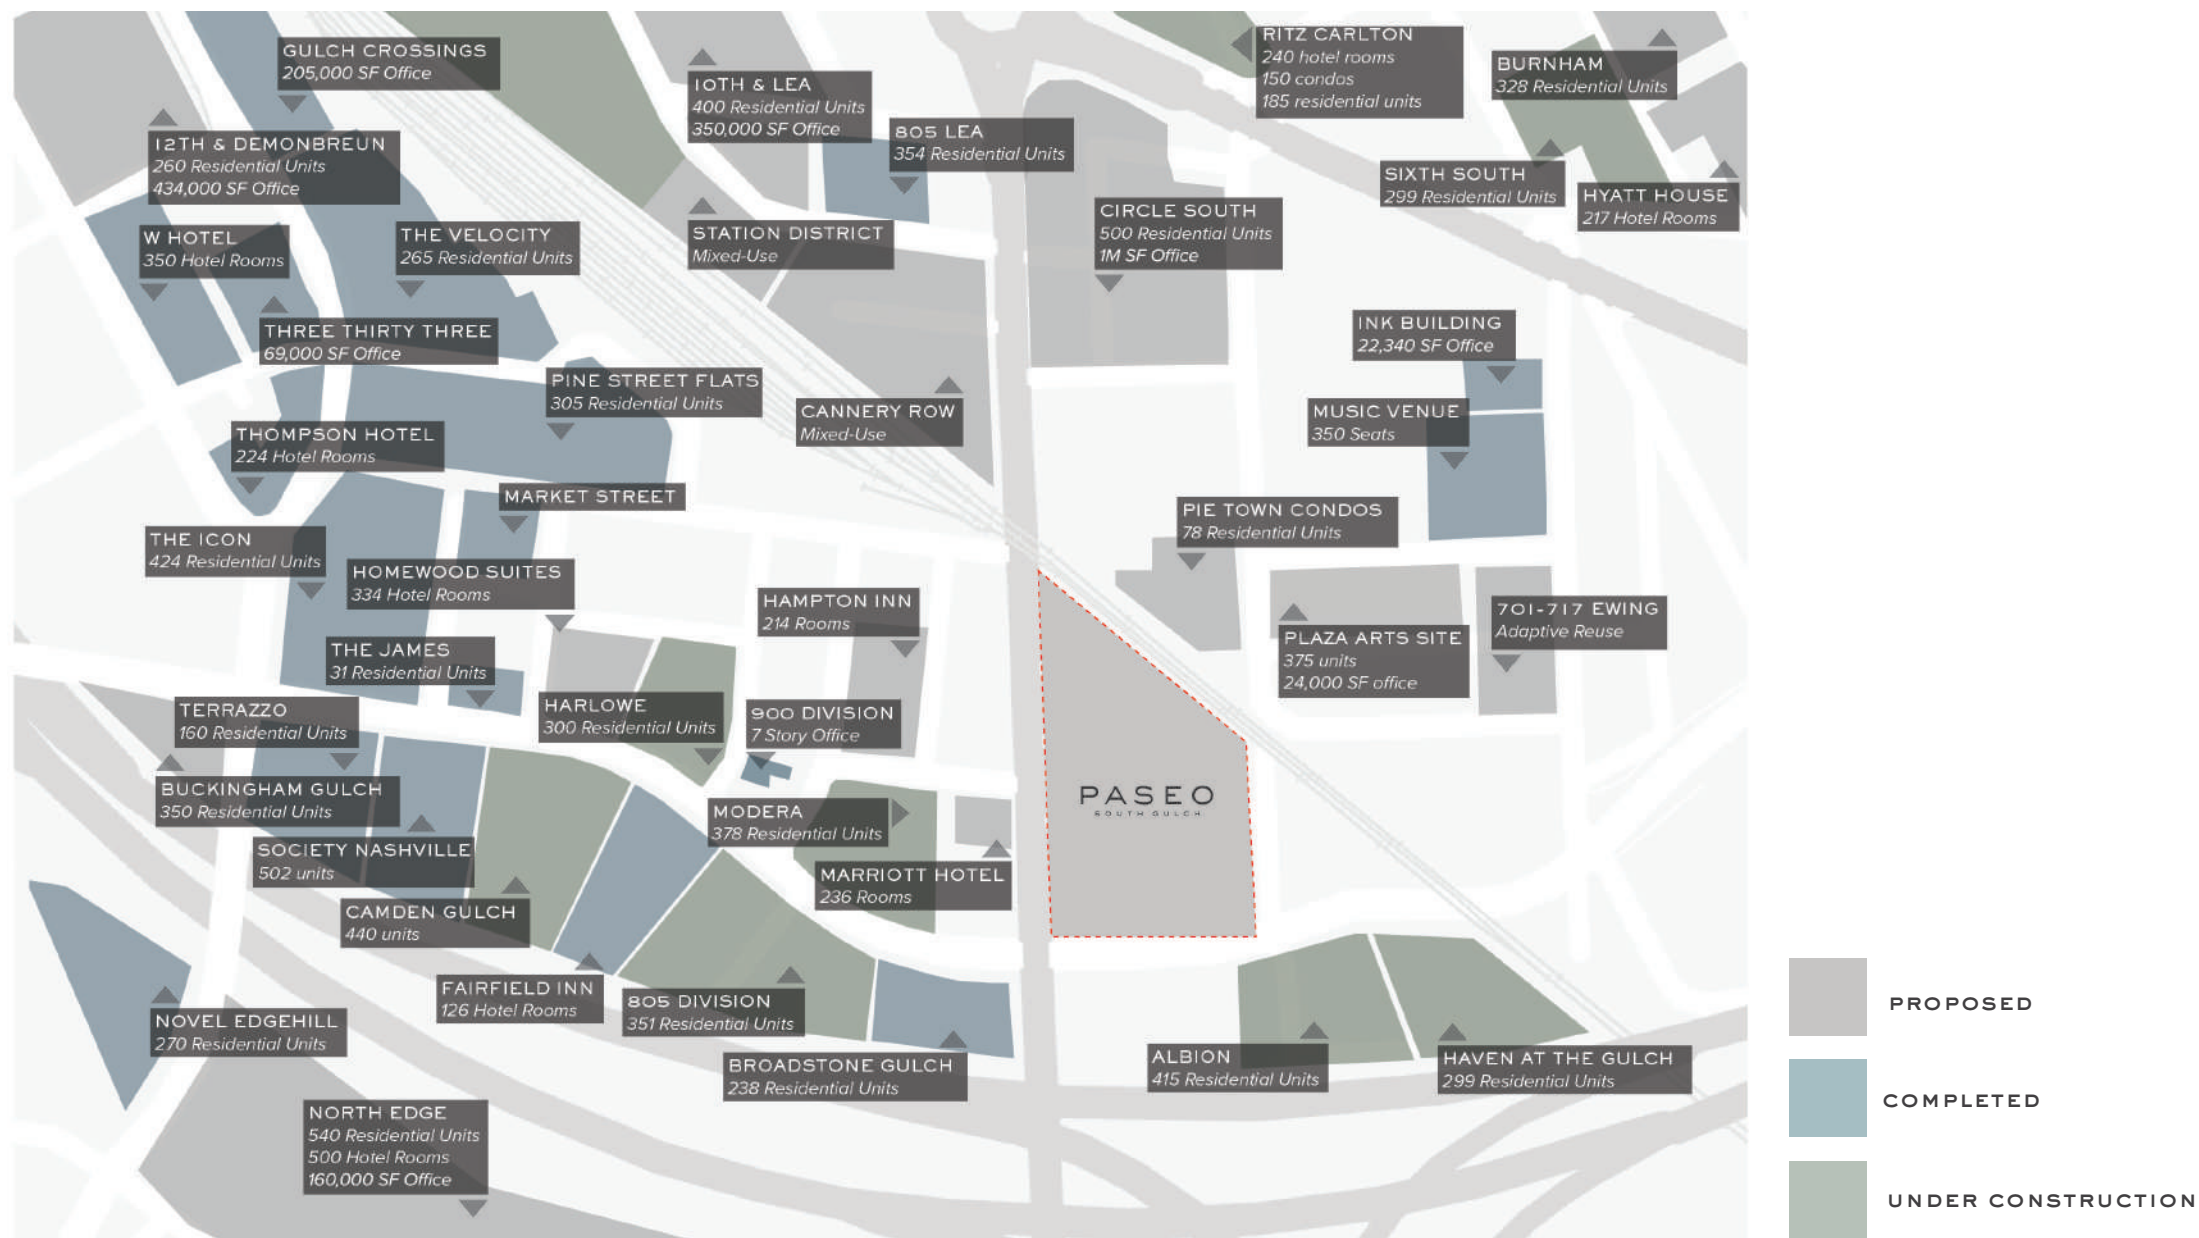 GULCH CROSSINGS
205,000 SF Office
10TH & LEA
400 Residential Units
350,000 SF Office
RITZ CARLTON
240 hotel rooms
150 condos
185 residential units
BURNHAM
328 Residential Units
12TH & DEMONBREUN
260 Residential Units
434,000 SF Office
805 LEA
354 Residential Units
SIXTH SOUTH
299 Residential Units
HYATT HOUSE
217 Hotel Rooms
W HOTEL
350 Hotel Rooms
THE VELOCITY
265 Residential Units
STATION DISTRICT
Mixed-Use
CIRCLE SOUTH
500 Residential Units
1M SF Office
THREE THIRTY THREE
69,000 SF Office
INK BUILDING
22,340 SF Office
PINE STREET FLATS
305 Residential Units
CANNERY ROW
Mixed-Use
MUSIC VENUE
350 Seats
THOMPSON HOTEL
224 Hotel Rooms
MARKET STREET
PIE TOWN CONDOS
78 Residential Units
THE ICON
424 Residential Units
HOMEWOOD SUITES
334 Hotel Rooms
HAMPTON INN
214 Rooms
701-717 EWING
Adaptive Reuse
PLAZA ARTS SITE
375 units
24,000 SF office
THE JAMES
31 Residential Units
TERRAZZO
160 Residential Units
HARLOWE
300 Residential Units
900 DIVISION
7 Story Office
BUCKINGHAM GULCH
350 Residential Units
MODERA
378 Residential Units
PASEO
SOUTH GULCH
SOCIETY NASHVILLE
502 units
MARRIOTT HOTEL
236 Rooms
CAMDEN GULCH
440 units
FAIRFIELD INN
126 Hotel Rooms
805 DIVISION
351 Residential Units
NOVEL EDGEHILL
270 Residential Units
BROADSTONE GULCH
238 Residential Units
ALBION
415 Residential Units
HAVEN AT THE GULCH
299 Residential Units
NORTH EDGE
540 Residential Units
500 Hotel Rooms
160,000 SF Office
PROPOSED
COMPLETED
UNDER CONSTRUCTION